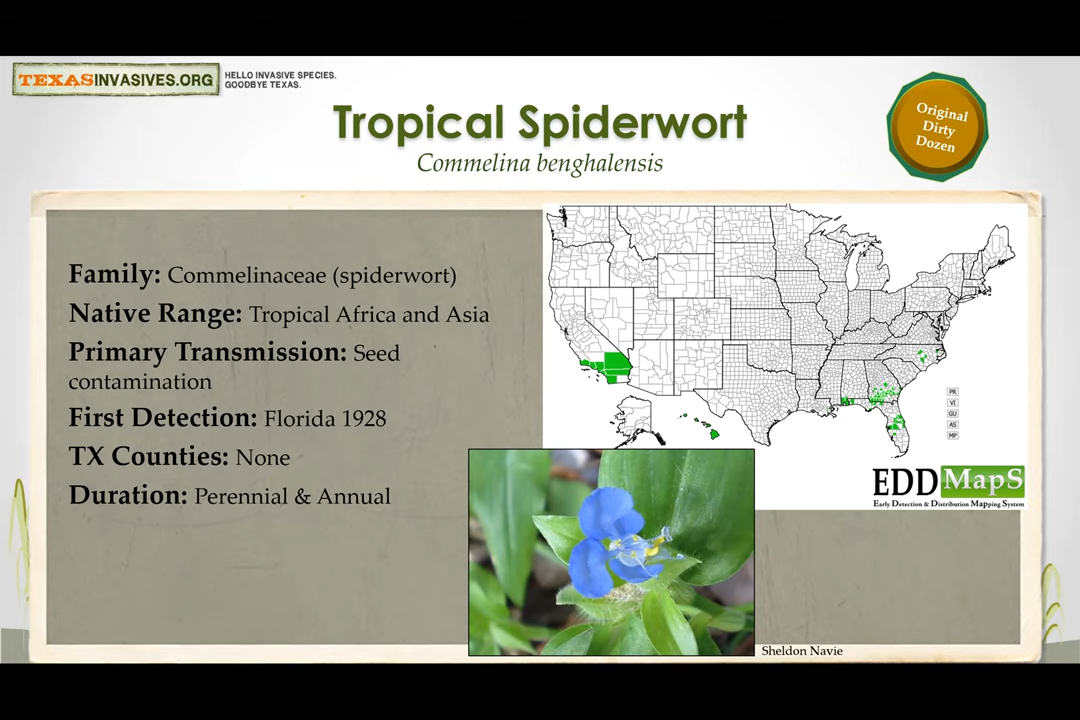 TEXASINVASIVES.ORG
HELLO INVASIVE SPECIES.
GOODBYE TEXAS.
Tropical Spiderwort
Commelina benghalensis
Original
Dirty
Dozen
Family: Commelinaceae (spiderwort)
Native Range: Tropical Africa and Asia
Primary Transmission: Seed
contamination
First Detection: Florida 1928
TX Counties: None
Duration: Perennial & Annual
PR
VI
GU
AS
MP
EDDMapS
Early Detection & Distribution Mapping System
Sheldon Navie